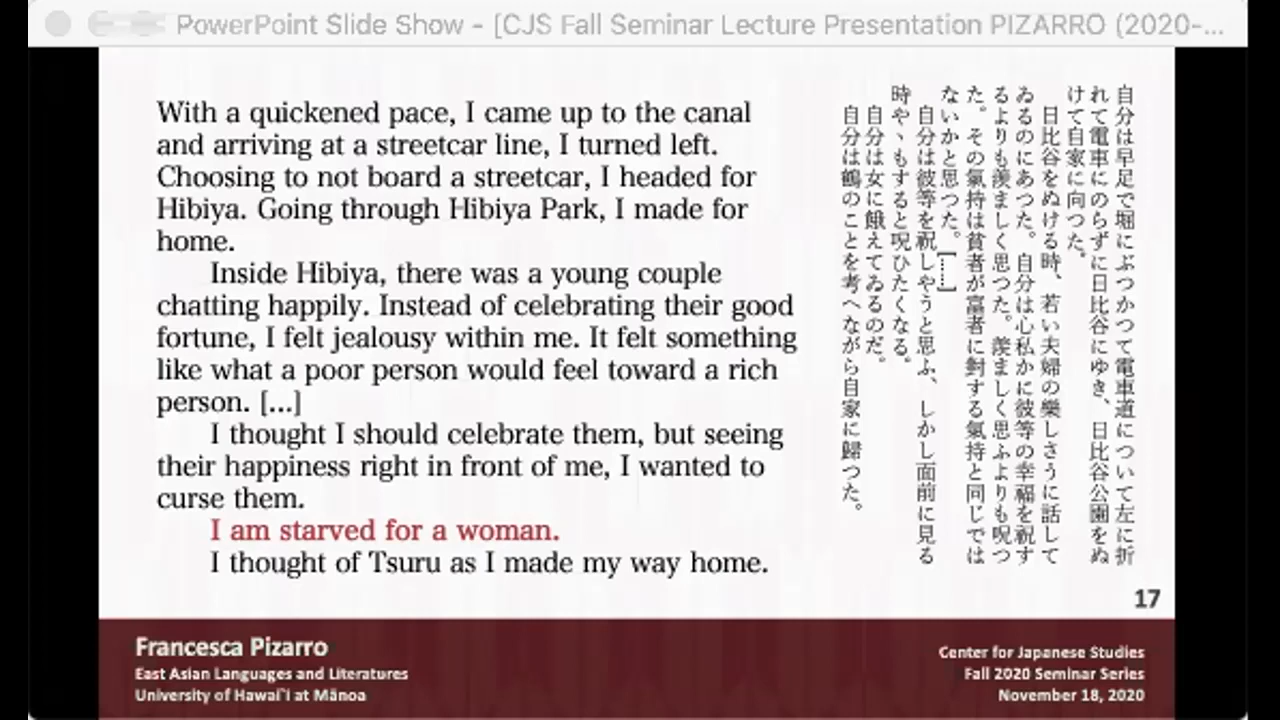 PowerPoint Slide Show - [CJS Fall Seminar Lecture Presentation PIZARRO (2020-...
With a quickened pace, I came up to the canal
and arriving at a streetcar line, I turned left.
Choosing to not board a streetcar, I headed for
Hibiya. Going through Hibiya Park, I made for
home.
Inside Hibiya, there was a young couple
chatting happily. Instead of celebrating their good
fortune, I felt jealousy within me. It felt something
like what a poor person would feel toward a rich
person. [...]
I thought I should celebrate them, but seeing
their happiness right in front of me, I wanted to
curse them.
I am starved for a woman.
I thought of Tsuru as I made my way home.
自分は早足で堀にぶつかつて電車道について左に折
れて電車にのらずに日比谷にゆき、日比谷公園をぬ
けて自家に向つた。
日比谷をぬける時、若い夫婦の樂しさうに話して
ゐるのにあつた。自分は心私かに彼等の幸福を祝す
るよりも羨ましく思つた。羨ましく思ふよりも呪つ
た。その氣持は貧者が富者に對する氣持と同じでは
ないかと思つた。[……]
自分は彼等を祝しやうと思ふ、しかし面前に見る
時やゝもすると呪ひたくなる。
自分は女に餓えてゐるのだ。
自分は鶴のことを考へながら自家に歸つた。
17
Francesca Pizarro
East Asian Languages and Literatures
University of Hawai`i at Mānoa
Center for Japanese Studies
Fall 2020 Seminar Series
November 18, 2020